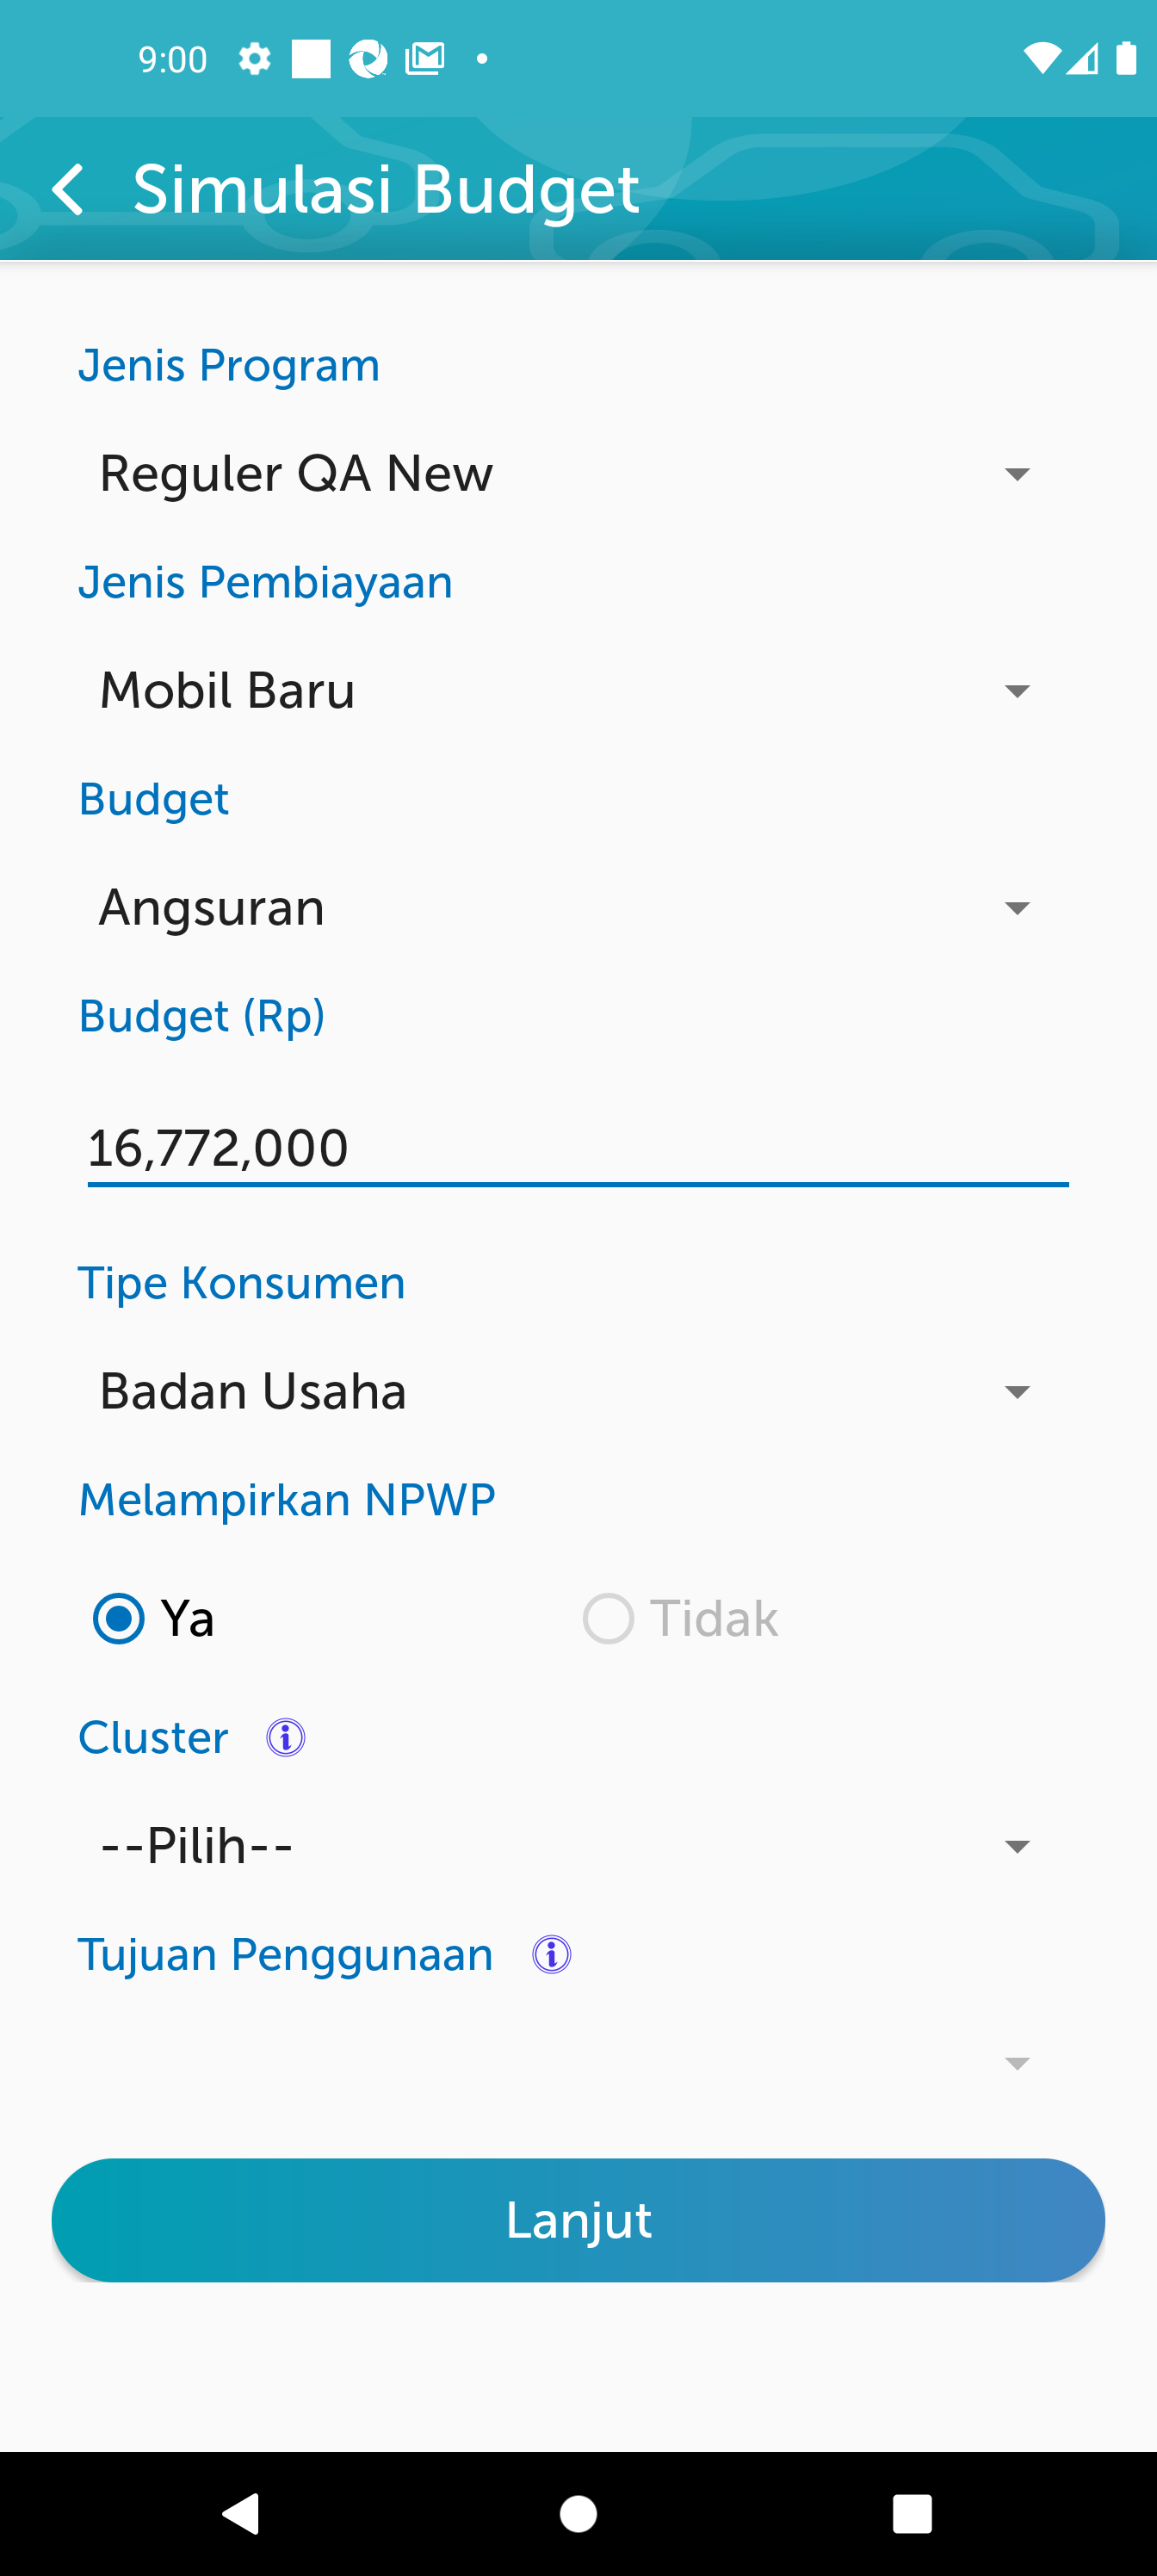 9:00
Simulasi Budget
Jenis Program
Reguler QA New
Jenis Pembiayaan
Mobil Baru
Budget
Angsuran
Budget (Rp)
16,772,000
Tipe Konsumen
Badan Usaha
Melampirkan NPWP
Ya Tidak
Cluster
--Pilih--
Tujuan Penggunaan
Lanjut